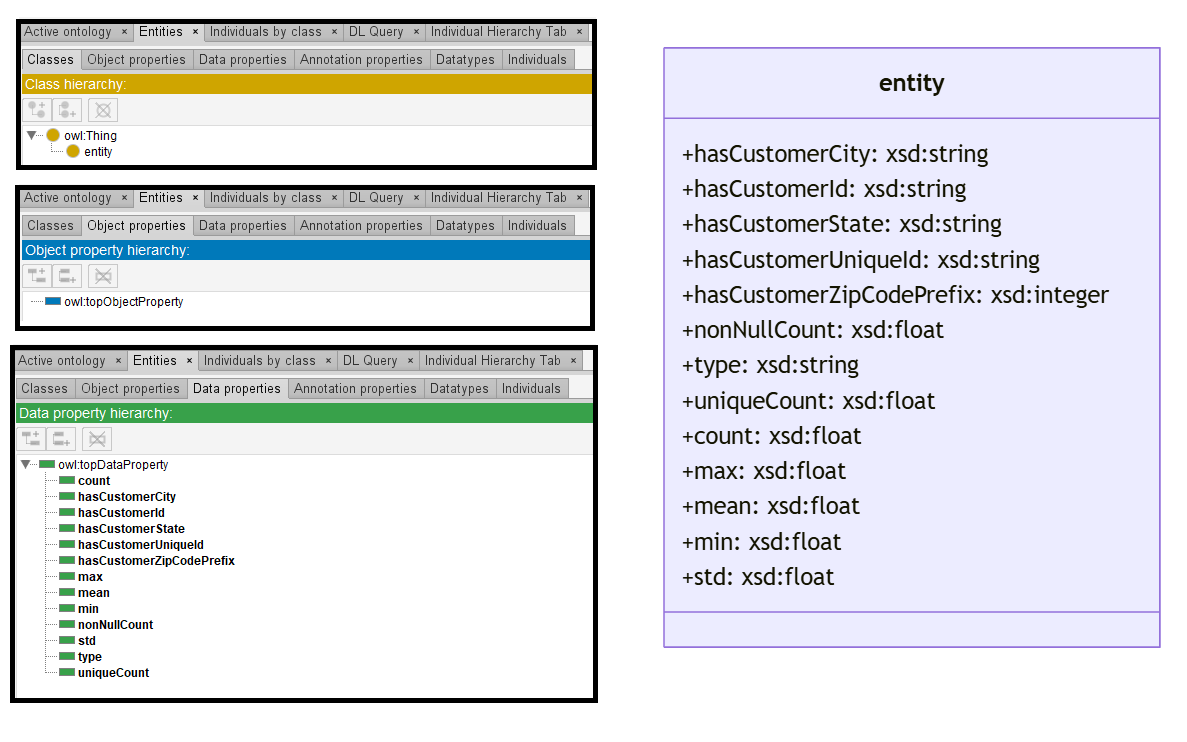 Active ontology × Entities × Individuals by class × DL Query × Individual Hierarchy Tab ×
Classes Object properties Data properties Annotation properties Datatypes Individuals
Class hierarchy:
owl:Thing
entity
Active ontology × Entities × Individuals by class × DL Query × Individual Hierarchy Tab ×
Classes Object properties Data properties Annotation properties Datatypes Individuals
Object property hierarchy:
owl:topObjectProperty
Active ontology × Entities × Individuals by class × DL Query × Individual Hierarchy Tab ×
Classes Object properties Data properties Annotation properties Datatypes Individuals
Data property hierarchy:
owl:topDataProperty
count
hasCustomerCity
hasCustomerId
hasCustomerState
hasCustomerUniqueId
hasCustomerZipCodePrefix
max
mean
min
nonNullCount
std
type
uniqueCount
entity
+hasCustomerCity: xsd:string
+hasCustomerId: xsd:string
+hasCustomerState: xsd:string
+hasCustomerUniqueId: xsd:string
+hasCustomerZipCodePrefix: xsd:integer
+nonNullCount: xsd:float
+type: xsd:string
+uniqueCount: xsd:float
+count: xsd:float
+max: xsd:float
+mean: xsd:float
+min: xsd:float
+std: xsd:float